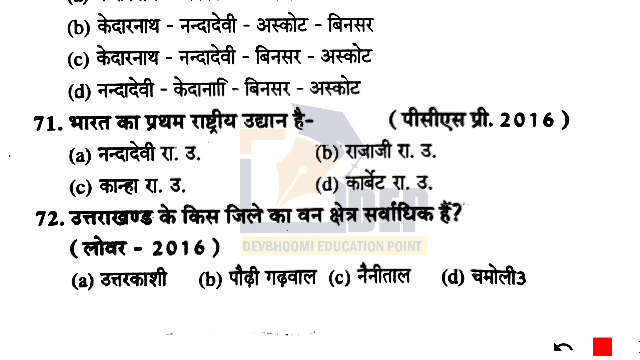 (b) केदारनाथ - नन्दादेवी - अस्कोट - बिनसर
(c) केदारनाथ - नन्दादेवी - बिनसर - अस्कोट
(d) नन्दादेवी - केदानाािा - बिनसर - अस्कोट
71. भारत का प्रथम राष्ट्रीय उद्यान है- (पीसीएस प्री. 2016)
(a) नन्दादेवी रा. उ. (b) राजाजी रा. उ.
(c) कान्हा रा. उ. (d) कार्बेट रा. उ.
72. उत्तराखण्ड के किस जिले का वन क्षेत्र सर्वाधिक हैं?
(लोवर - 2016)
DEVBHOOMI EDUCATION POINT
(a) उत्तरकाशी (b) पौढ़ी गढ़वाल (c) नैनीताल (d) चमोली3